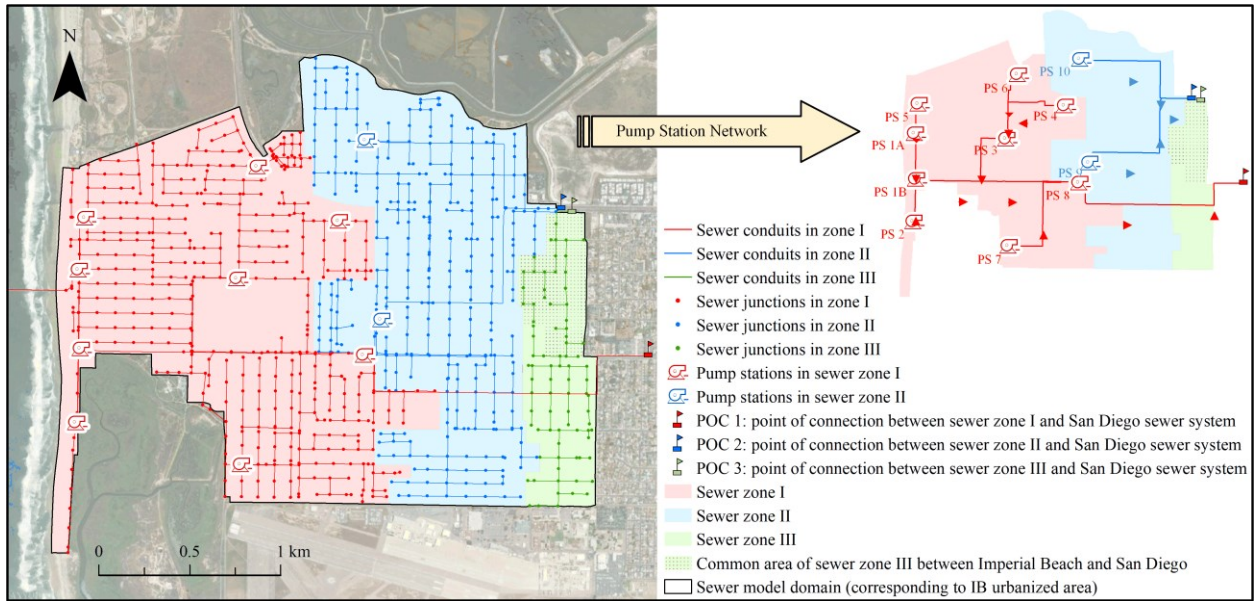 N
Pump Station Network
0 0.5 1 km
Sewer conduits in zone I
Sewer conduits in zone II
Sewer conduits in zone III
Sewer junctions in zone I
Sewer junctions in zone II
Sewer junctions in zone III
Pump stations in sewer zone I
Pump stations in sewer zone II
POC 1: point of connection between sewer zone I and San Diego sewer system
POC 2: point of connection between sewer zone II and San Diego sewer system
POC 3: point of connection between sewer zone III and San Diego sewer system
Sewer zone I
Sewer zone II
Sewer zone III
Common area of sewer zone III between Imperial Beach and San Diego
Sewer model domain (corresponding to IB urbanized area)
PS 10
PS 6
PS 5
PS 4
PS 1A
PS 3
PS 9
PS 1B
PS 8
PS 2
PS 7